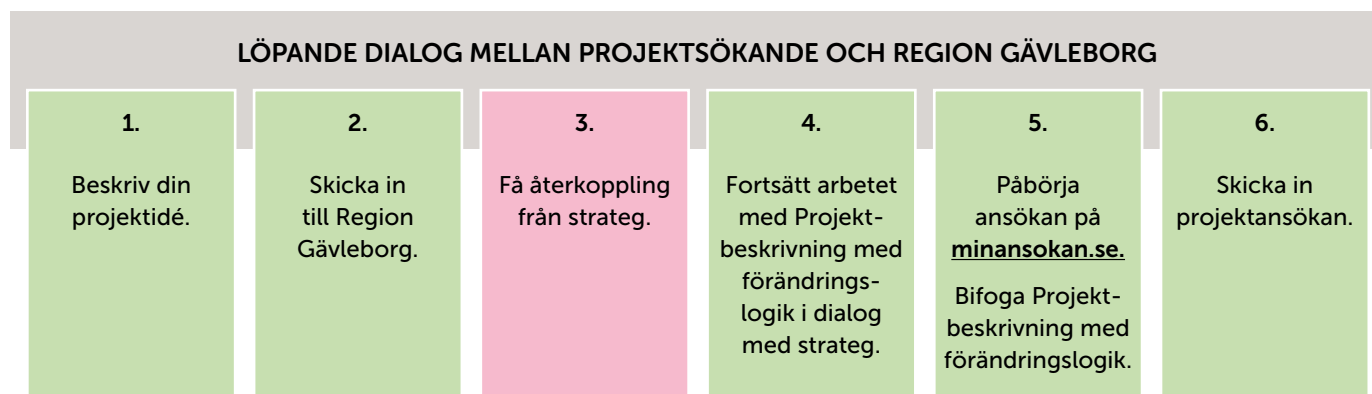 LÖPANDE DIALOG MELLAN PROJEKTSÖKANDE OCH REGION GÄVLEBORG
1.
Beskriv din
projektidé.
2.
Skicka in
till Region
Gävleborg.
3.
Få återkoppling
från strateg.
4.
Fortsätt arbetet
med Projekt-
beskrivning med
förändrings-
logik i dialog
med strateg.
5.
Påbörja
ansökan på
minansokan.se.
Bifoga Projekt-
beskrivning med
förändringslogik.
6.
Skicka in
projektansökan.